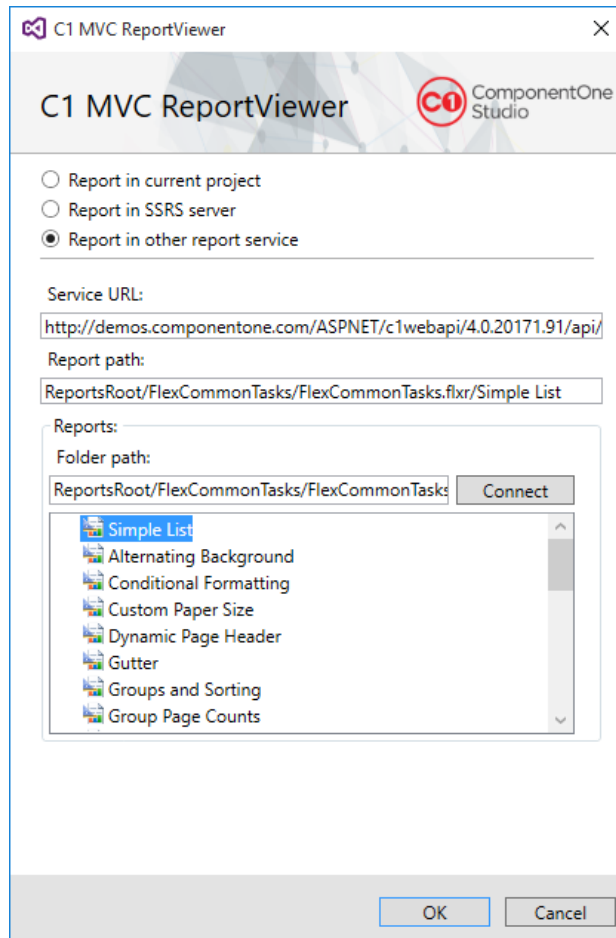 C1 MVC ReportViewer
C1 MVC ReportViewer
C1 ComponentOne
Studio
Report in current project
Report in SSRS server
Report in other report service
Service URL:
http://demos.componentone.com/ASPNET/c1webapi/4.0.20171.91/api/
Report path:
ReportsRoot/FlexCommonTasks/FlexCommonTasks.flxr/Simple List
Reports:
Folder path:
ReportsRoot/FlexCommonTasks/FlexCommonTasks
Connect
Simple List
Alternating Background
Conditional Formatting
Custom Paper Size
Dynamic Page Header
Gutter
Groups and Sorting
Group Page Counts
OK Cancel